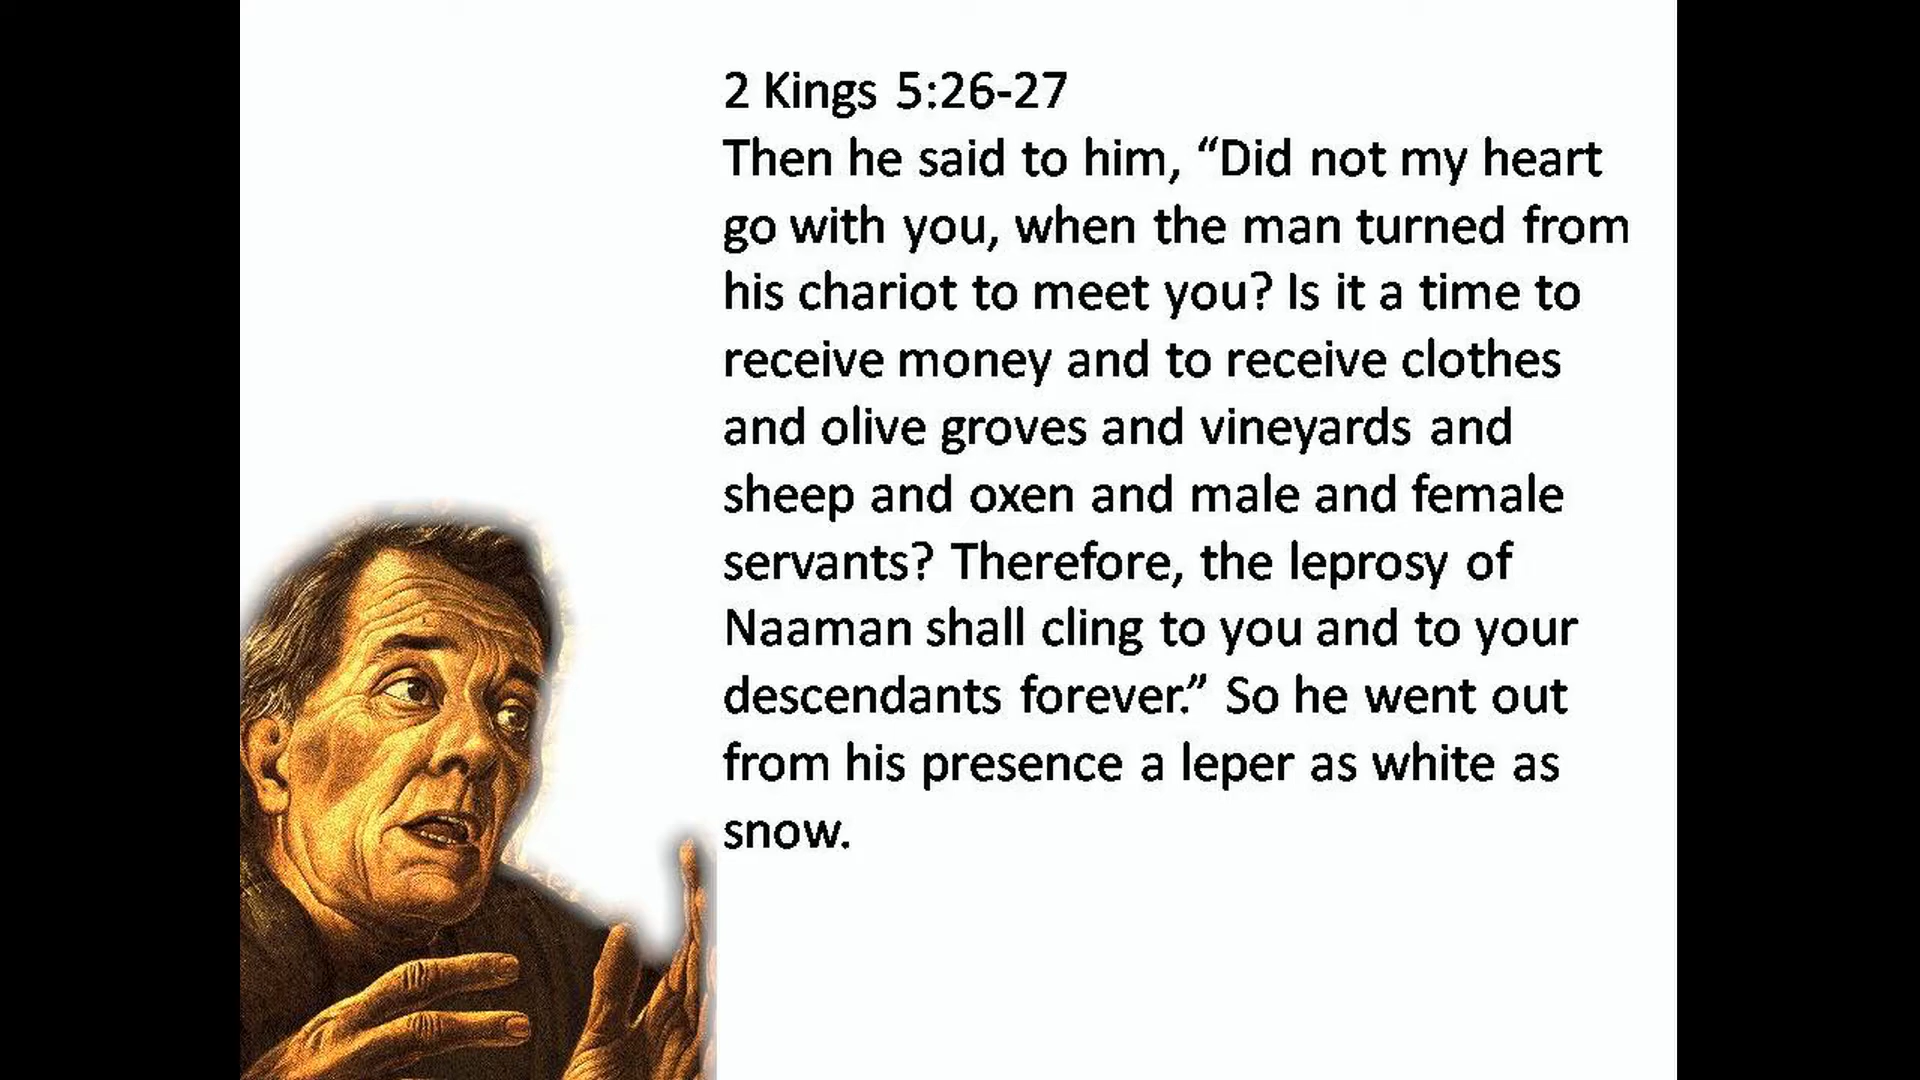 2 Kings 5:26-27
Then he said to him, “Did not my heart
go with you, when the man turned from
his chariot to meet you? Is it a time to
receive money and to receive clothes
and olive groves and vineyards and
sheep and oxen and male and female
servants? Therefore, the leprosy of
Naaman shall cling to you and to your
descendants forever.” So he went out
from his presence a leper as white as
snow.